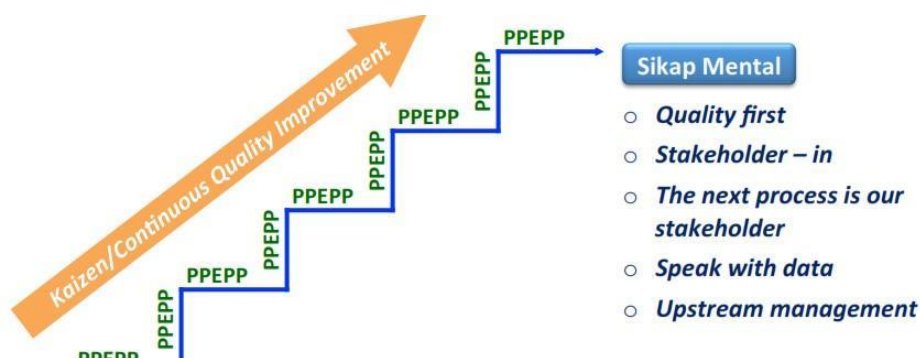 PPEPP
PPEPP
Sikap Mental
Kaizen/Continuous Quality Improvement
PPEPP
PPEPP
PPEPP
PPEPP
PPEPP
PPEPP
PPEPP
PPEPP
○ Quality first
○ Stakeholder – in
○ The next process is our
stakeholder
○ Speak with data
○ Upstream management